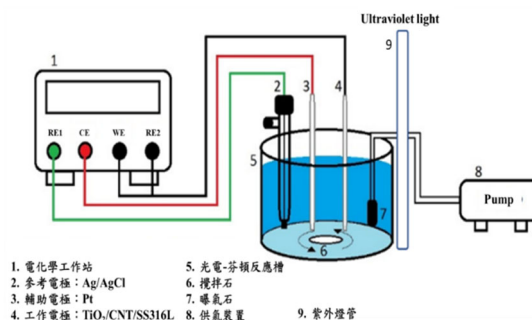 Ultraviolet light
1
2
3
4
9
RE1 CE WE RE2
5
6
7
8
Pump
1. 電化學工作站
2. 參考電極：Ag/AgCl
3. 輔助電極：Pt
4. 工作電極：TiO₂/CNT/SS316L
5. 光電-芬頓反應槽
6. 攪拌石
7. 曝氣石
8. 供氣裝置
9. 紫外燈管